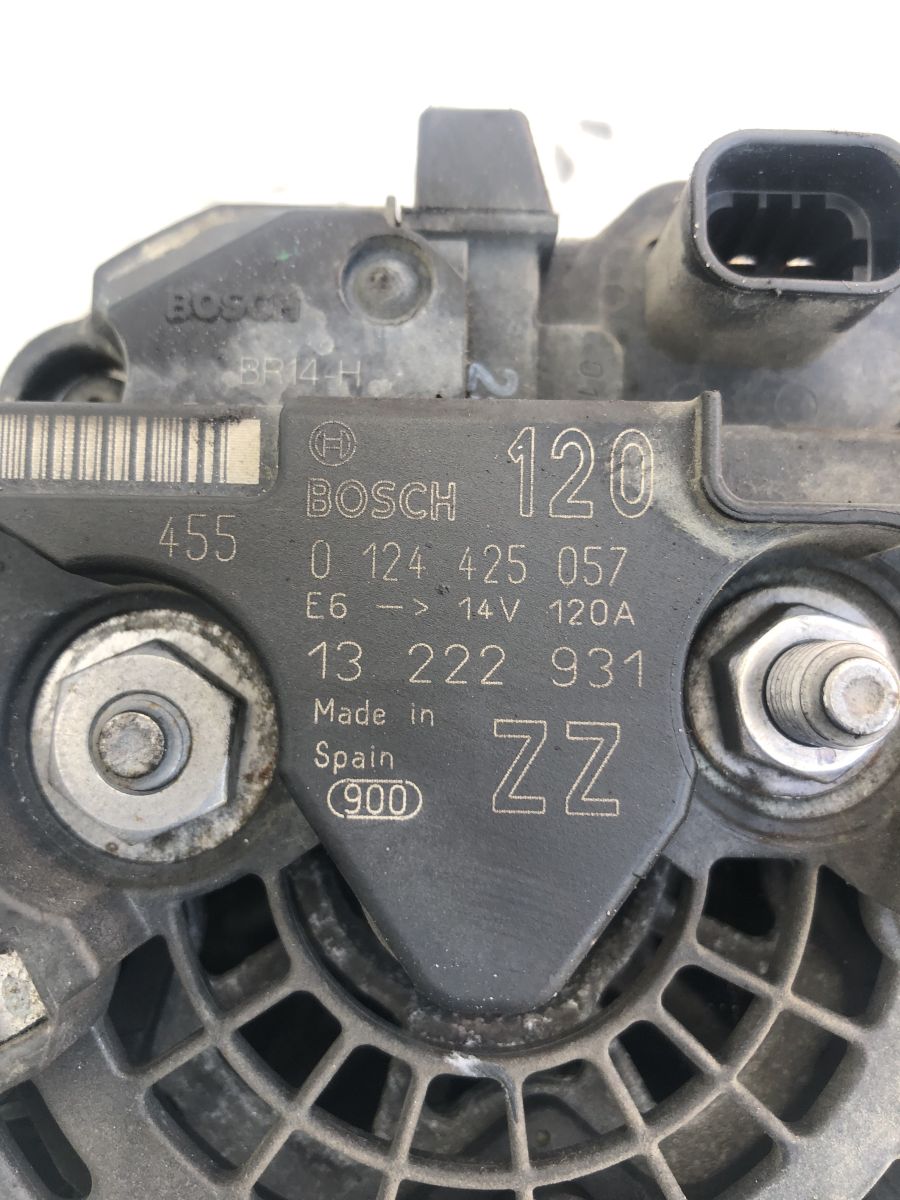 BOSCH
BR14-H
2
BOSCH 120
455
0 124 425 057
E6 -> 14V 120A
13 222 931
Made in
Spain
ZZ
900